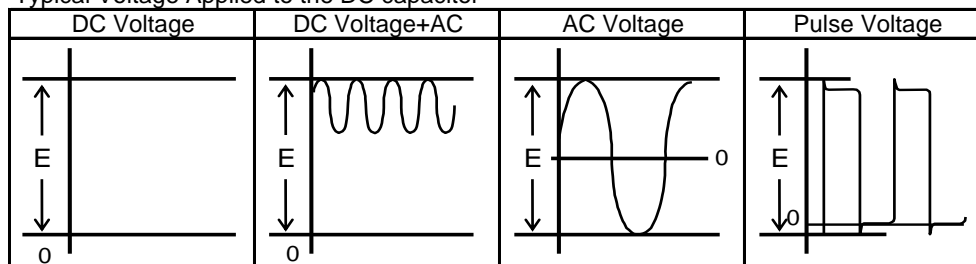 Typical Voltage Applied to the DC capacitor
DC Voltage DC Voltage+AC AC Voltage Pulse Voltage
E E E 0 E
0
0 0